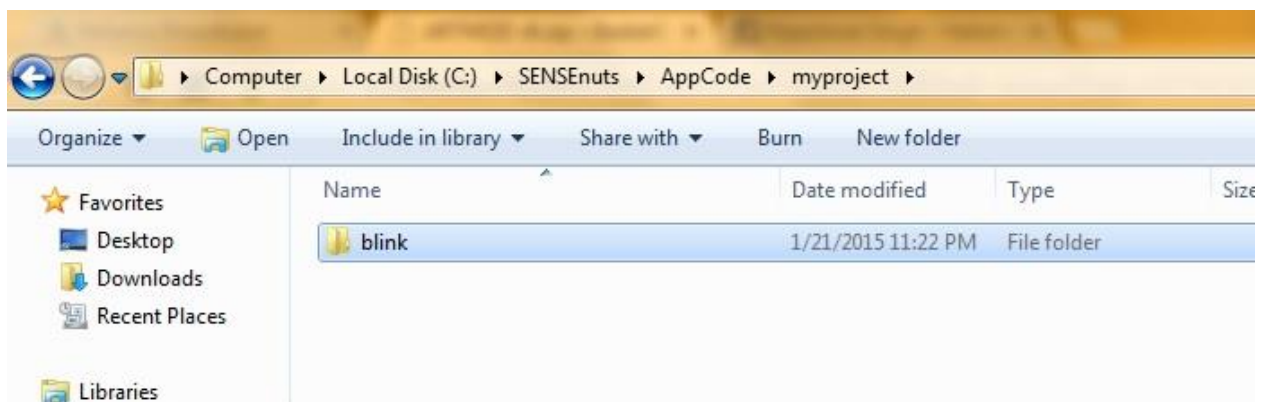 Computer Local Disk (C:) SENSEnuts AppCode myproject
Organize Open Include in library Share with Burn New folder
Name Date modified Type Size
Favorites
Desktop
Downloads
Recent Places
Libraries
blink 1/21/2015 11:22 PM File folder